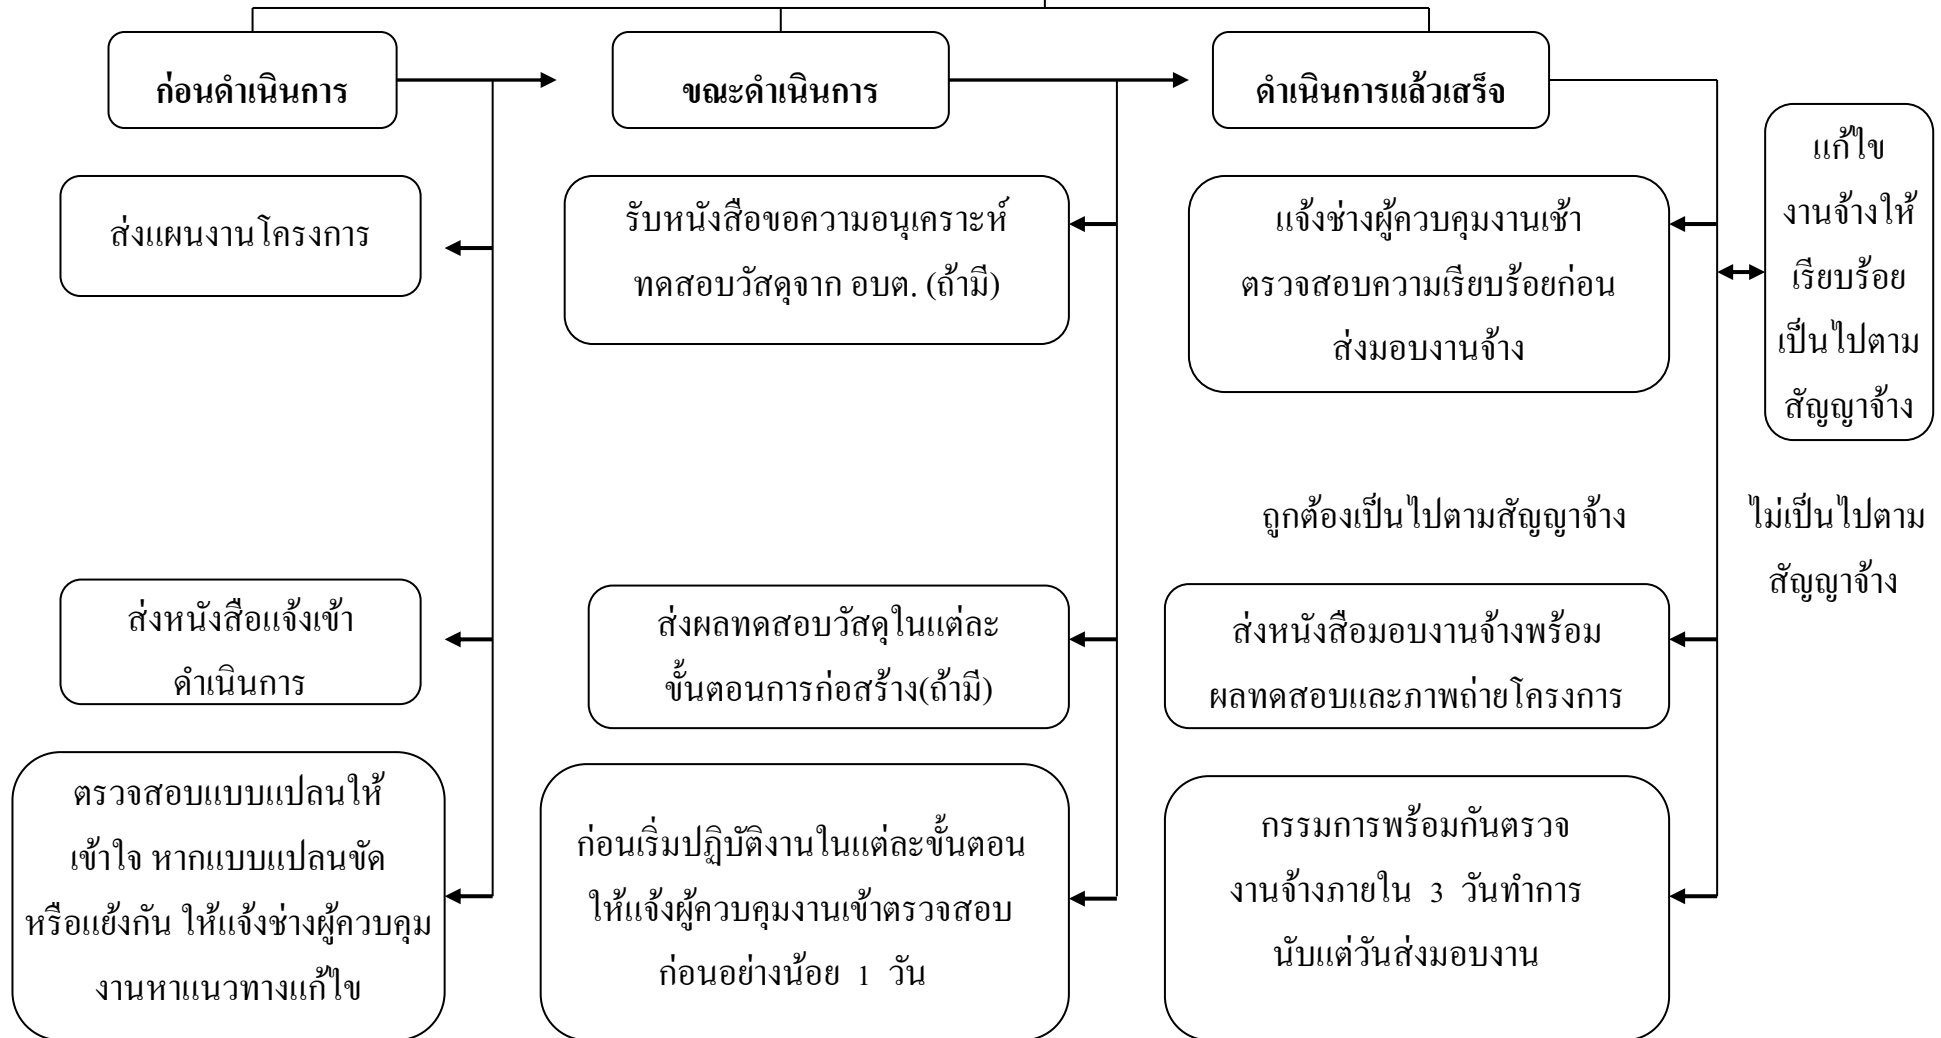 ก่อนดำเนินการ
ส่งแผนงานโครงการ
ส่งหนังสือแจ้งเข้า
ดำเนินการ
ตรวจสอบแบบแปลนให้
เข้าใจ หากแบบแปลนขัด
หรือแย้งกัน ให้แจ้งช่างผู้ควบคุม
งานหาแนวทางแก้ไข
ขณะดำเนินการ
รับหนังสือขอความอนุเคราะห์
ทดสอบวัสดุจาก อบต. (ถ้ามี)
ส่งผลทดสอบวัสดุในแต่ละ
ขั้นตอนการก่อสร้าง(ถ้ามี)
ก่อนเริ่มปฏิบัติงานในแต่ละขั้นตอน
ให้แจ้งผู้ควบคุมงานเข้าตรวจสอบ
ก่อนอย่างน้อย 1 วัน
ดำเนินการแล้วเสร็จ
แจ้งช่างผู้ควบคุมงานเช้า
ตรวจสอบความเรียบร้อยก่อน
ส่งมอบงานจ้าง
ถูกต้องเป็นไปตามสัญญาจ้าง
ส่งหนังสือมอบงานจ้างพร้อม
ผลทดสอบและภาพถ่ายโครงการ
กรรมการพร้อมกันตรวจ
งานจ้างภายใน 3 วันทำการ
นับแต่วันส่งมอบงาน
แก้ไข
งานจ้างให้
เรียบร้อย
เป็นไปตาม
สัญญาจ้าง
ไม่เป็นไปตาม
สัญญาจ้าง